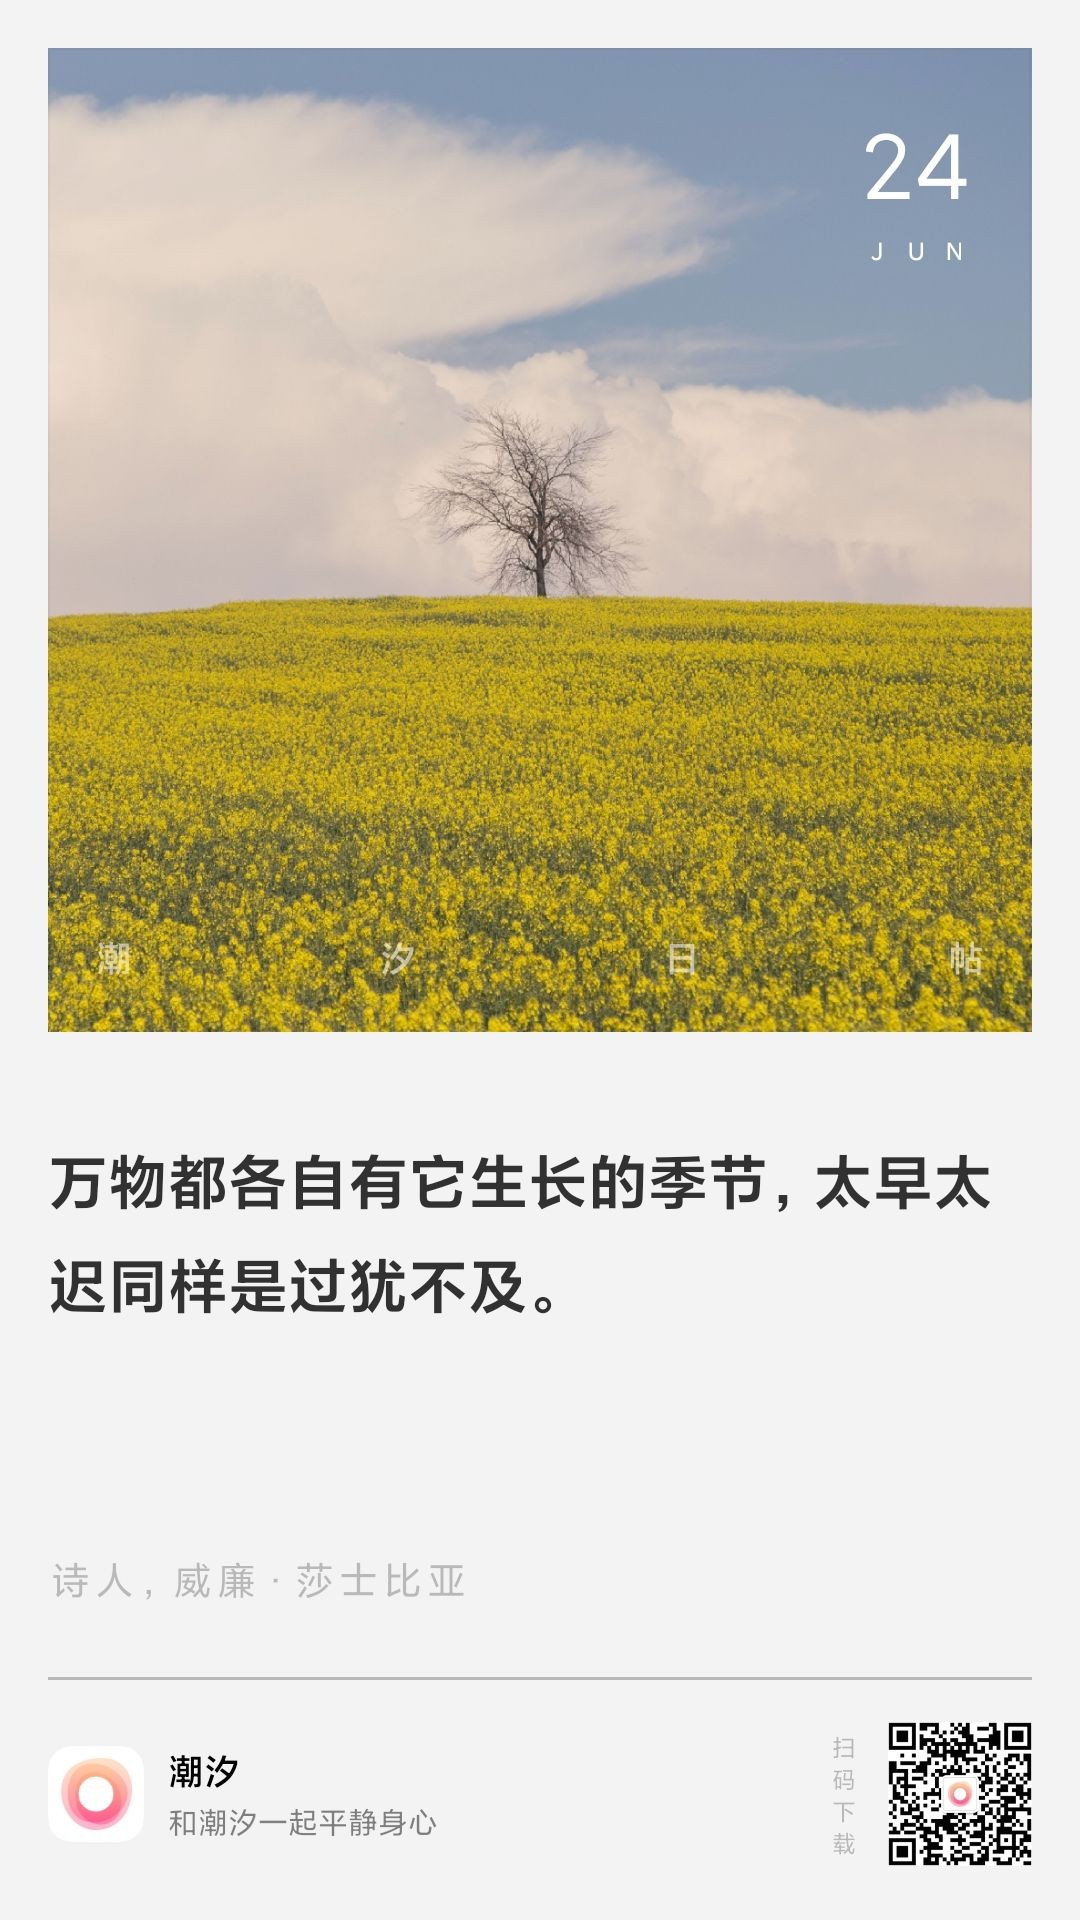 24
JUN
潮汐日帖
万物都各自有它生长的季节，太早太
迟同样是过犹不及。
诗人，威廉·莎士比亚
潮汐
和潮汐一起平静身心
扫码下载